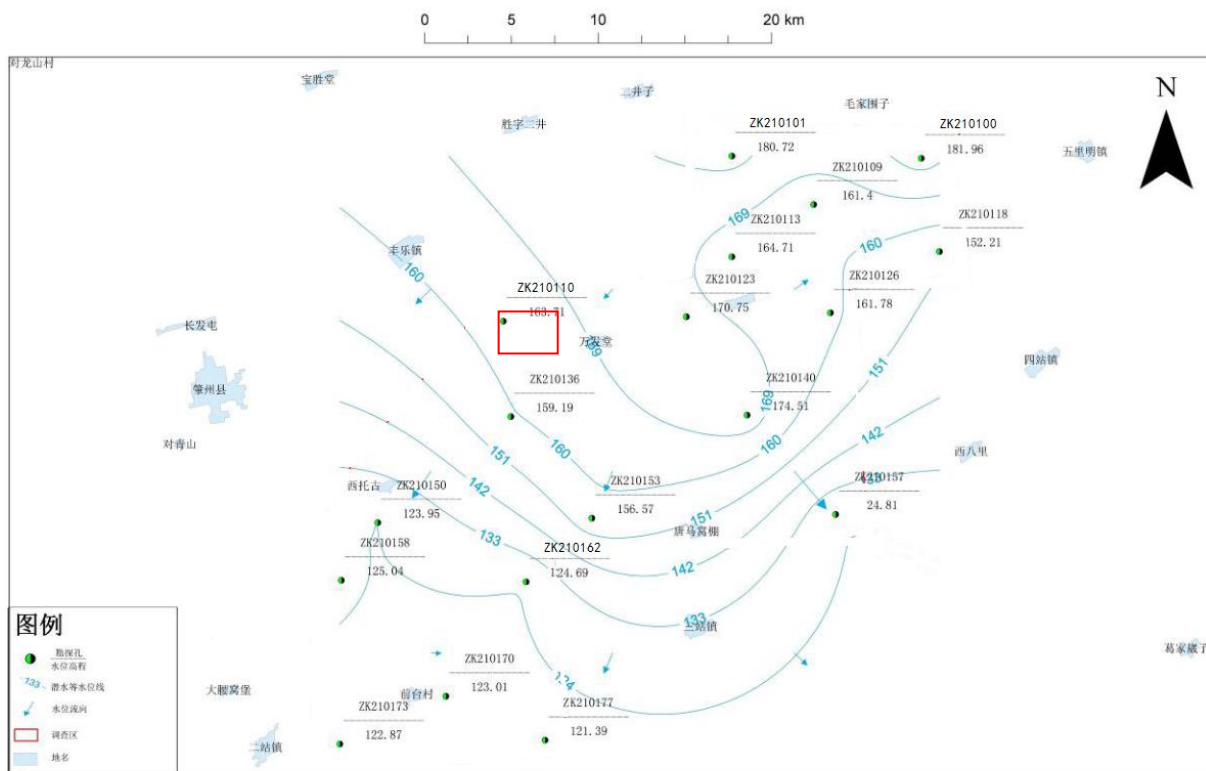 0 5 10 20 km
对龙山村
宝胜堂
二井子
毛家围子
N
胜字二井
ZK210101
180.72
ZK210100
181.96
五里明镇
ZK210109
161.4
169
ZK210113
164.71
ZK210118
152.21
丰乐镇
160
160
ZK210110
163.71
ZK210123
170.75
ZK210126
161.78
长发屯
万发堂
169
四站镇
肇州县
151
ZK210136
159.19
ZK210140
174.51
169
对青山
160
151
160
142
西八里
西托古
ZK210150
123.95
142
ZK210153
156.57
ZK210157
24.81
133
151
唐马窝棚
133
ZK210158
125.04
ZK210162
124.69
142
图例
133
三站镇
勘探孔
水位高程
葛家崴子
133
潜水等水位线
ZK210170
123.01
大腰窝堡
前台村
124
水位流向
ZK210173
122.87
ZK210177
121.39
调查区
二站镇
地名